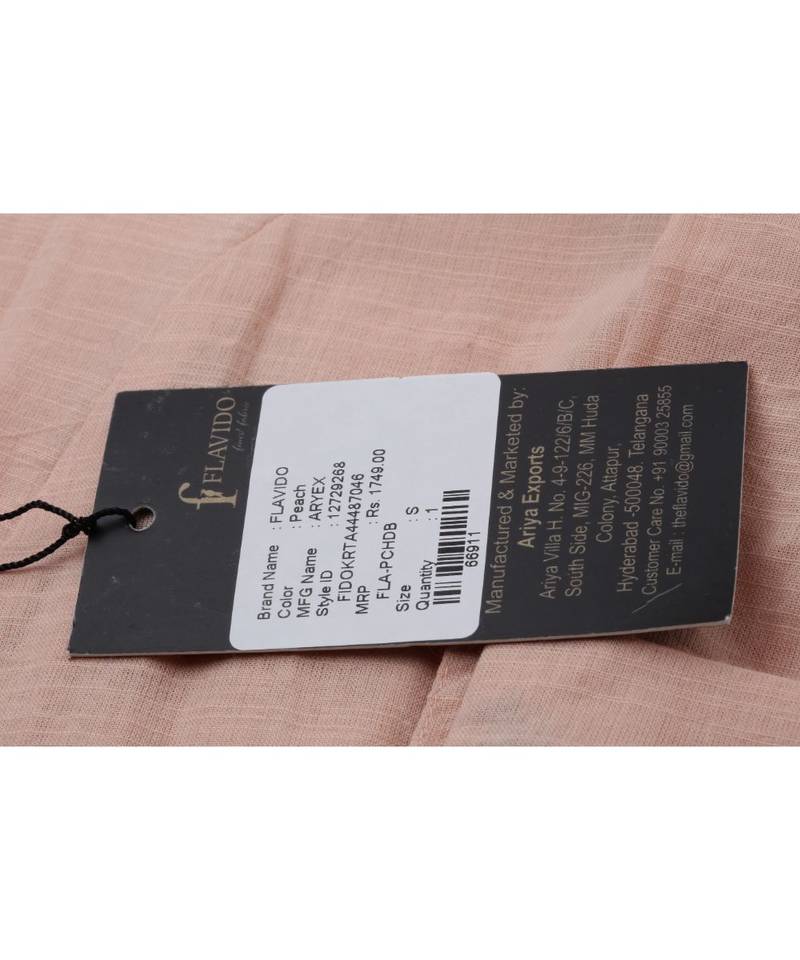 f
FLAVIDO
finest fabric
Brand Name : FLAVIDO
Color : Peach
MFG Name : ARYEX
Style ID : 12729268
FIDOKRTA44487046
MRP : Rs. 1749.00
FLA-PCHDB
Size : S
Quantity : 1
66911
Manufactured & Marketed by:
Ariya Exports
Ariya Villa H. No. 4-9-122/6/B/C,
South Side, MIG-226, MM Huda
Colony, Attapur,
Hyderabad -500048, Telangana
Customer Care No. +91 90003 25855
E-mail : theflavido@gmail.com